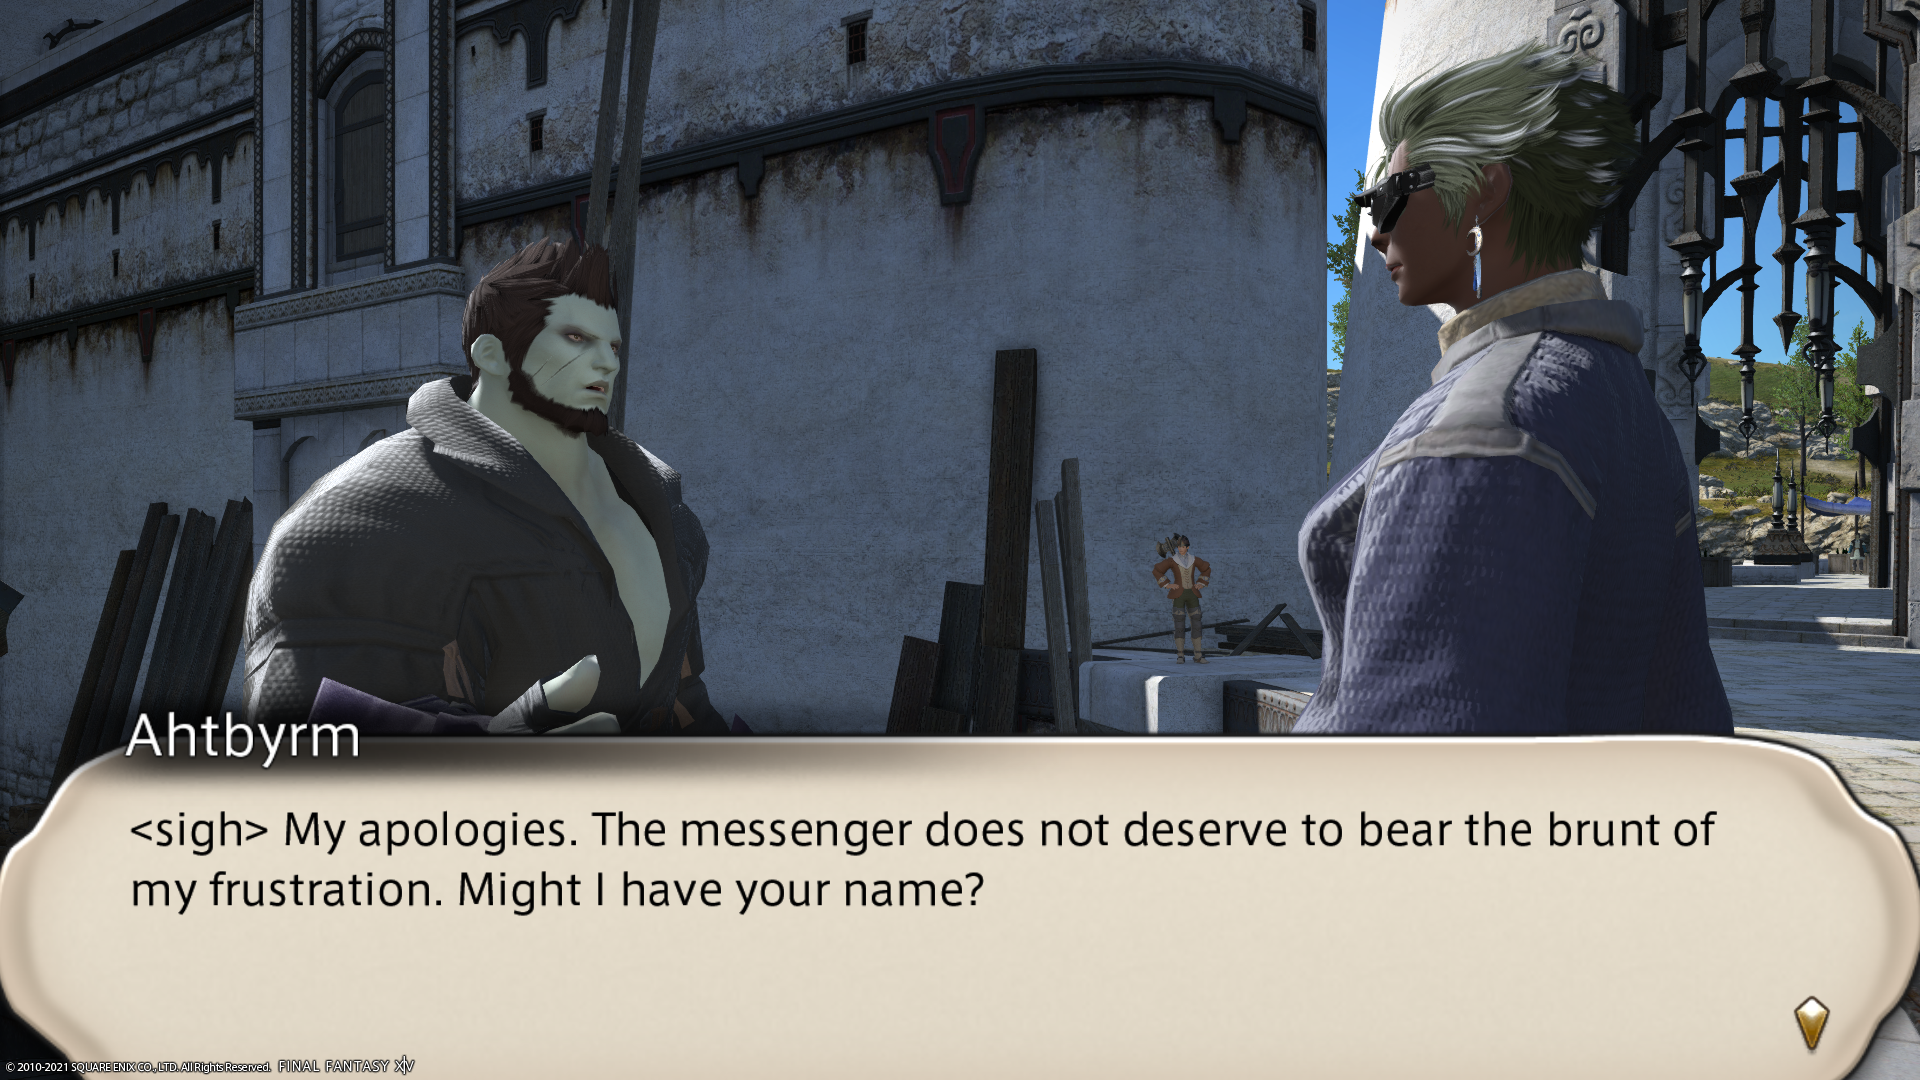 Ahtbyrm
<sigh> My apologies. The messenger does not deserve to bear the brunt of
my frustration. Might I have your name?
© 2010-2021 SQUARE ENIX CO., LTD. All Rights Reserved. FINAL FANTASY XIV